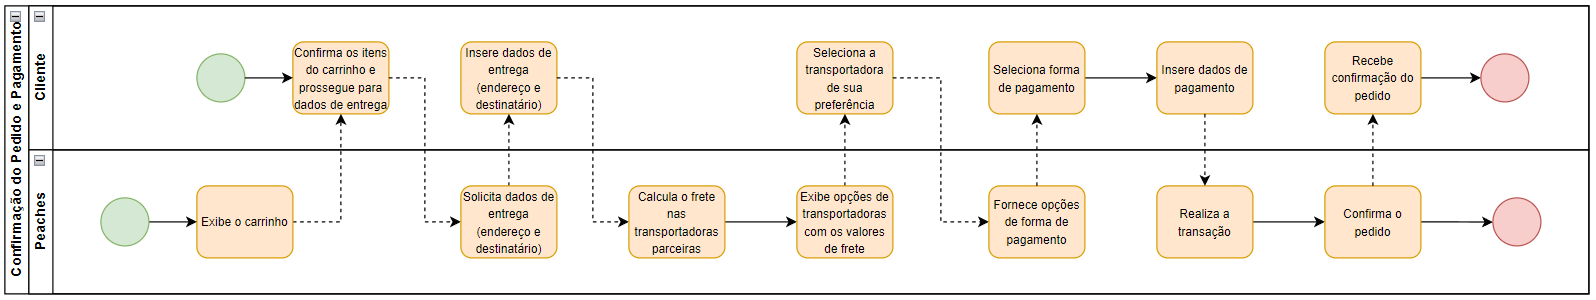 Confirmação do Pedido e Pagamento
Cliente
Confirma os itens
do carrinho e
prossegue para
dados de entrega
Insere dados de
entrega
(endereço e
destinatário)
Seleciona a
transportadora
de sua
preferência
Seleciona forma
de pagamento
Insere dados de
pagamento
Recebe
confirmação do
pedido
Peaches
Exibe o carrinho
Solicita dados de
entrega
(endereço e
destinatário)
Calcula o frete
nas
transportadoras
parceiras
Exibe opções de
transportadoras
com os valores
de frete
Fornece opções
de forma de
pagamento
Realiza a
transação
Confirma o
pedido